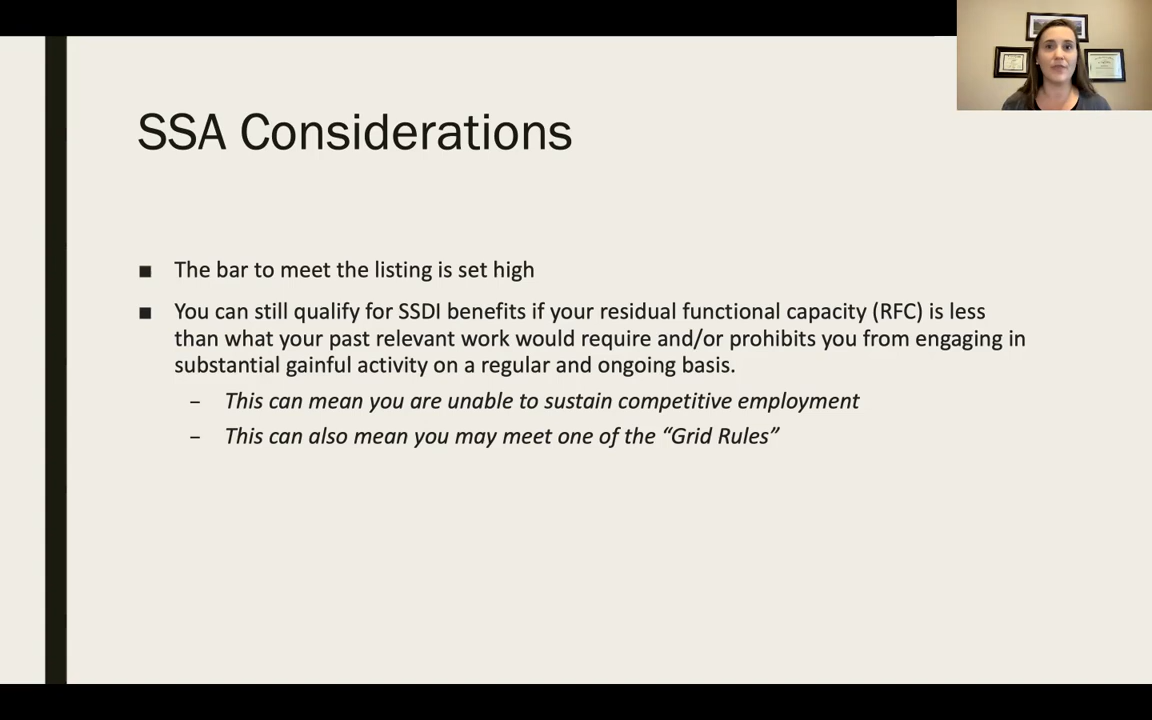 SSA Considerations
■ The bar to meet the listing is set high
■ You can still qualify for SSDI benefits if your residual functional capacity (RFC) is less
than what your past relevant work would require and/or prohibits you from engaging in
substantial gainful activity on a regular and ongoing basis.
– This can mean you are unable to sustain competitive employment
– This can also mean you may meet one of the “Grid Rules”